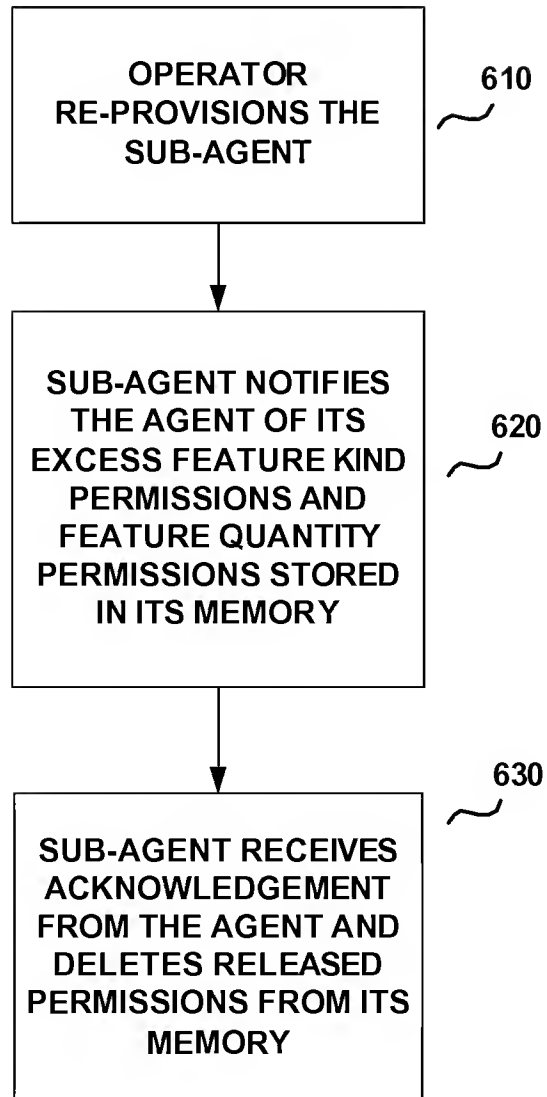 OPERATOR
RE-PROVISIONS THE
SUB-AGENT
610
SUB-AGENT NOTIFIES
THE AGENT OF ITS
EXCESS FEATURE KIND
PERMISSIONS AND
FEATURE QUANTITY
PERMISSIONS STORED
IN ITS MEMORY
620
SUB-AGENT RECEIVES
ACKNOWLEDGEMENT
FROM THE AGENT AND
DELETES RELEASED
PERMISSIONS FROM ITS
MEMORY
630